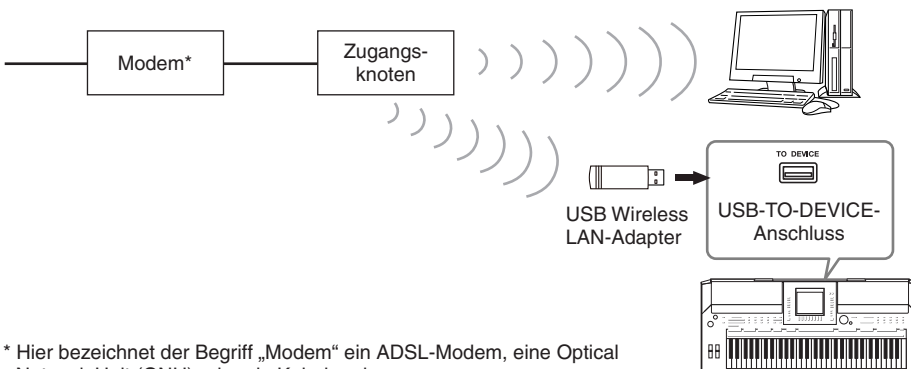 Modem*
Zugangs-
knoten
TO DEVICE
USB-TO-DEVICE-
Anschluss
USB Wireless
LAN-Adapter
* Hier bezeichnet der Begriff „Modem“ ein ADSL-Modem, eine Optical